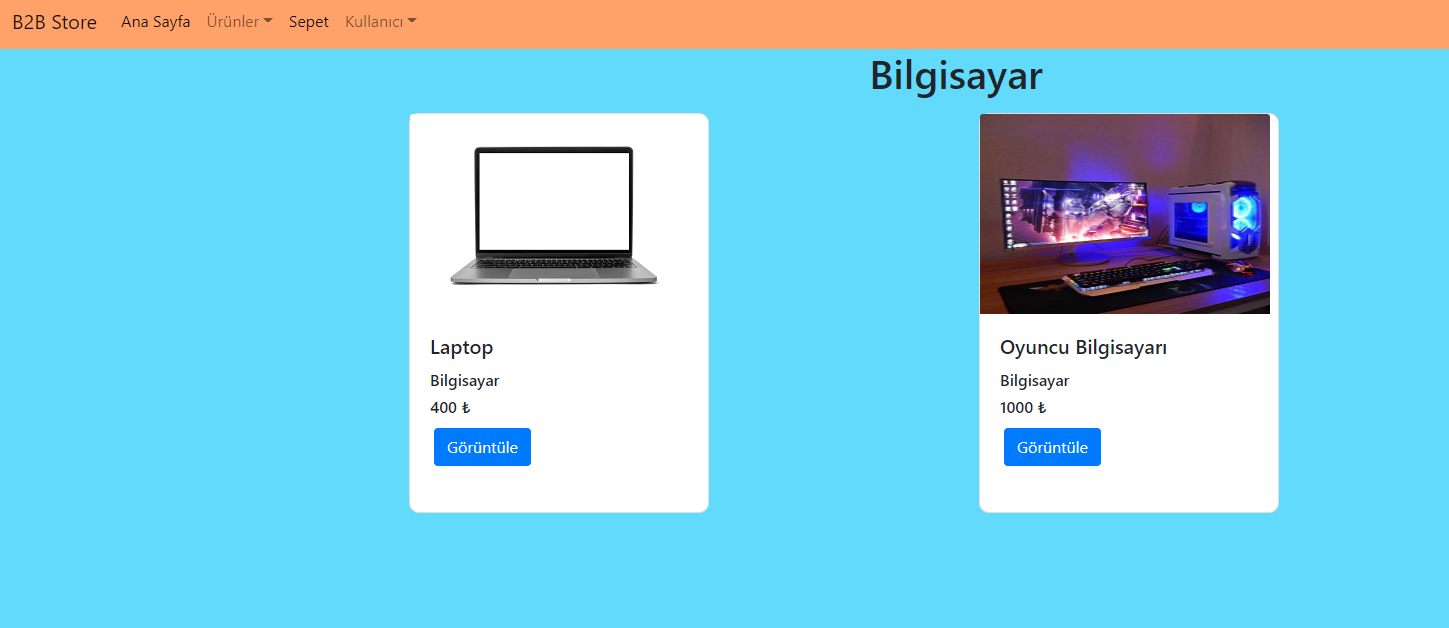 B2B Store Ana Sayfa Ürünler Sepet Kullanıcı
Bilgisayar
Laptop
Bilgisayar
400 ₺
Görüntüle
Oyuncu Bilgisayarı
Bilgisayar
1000 ₺
Görüntüle